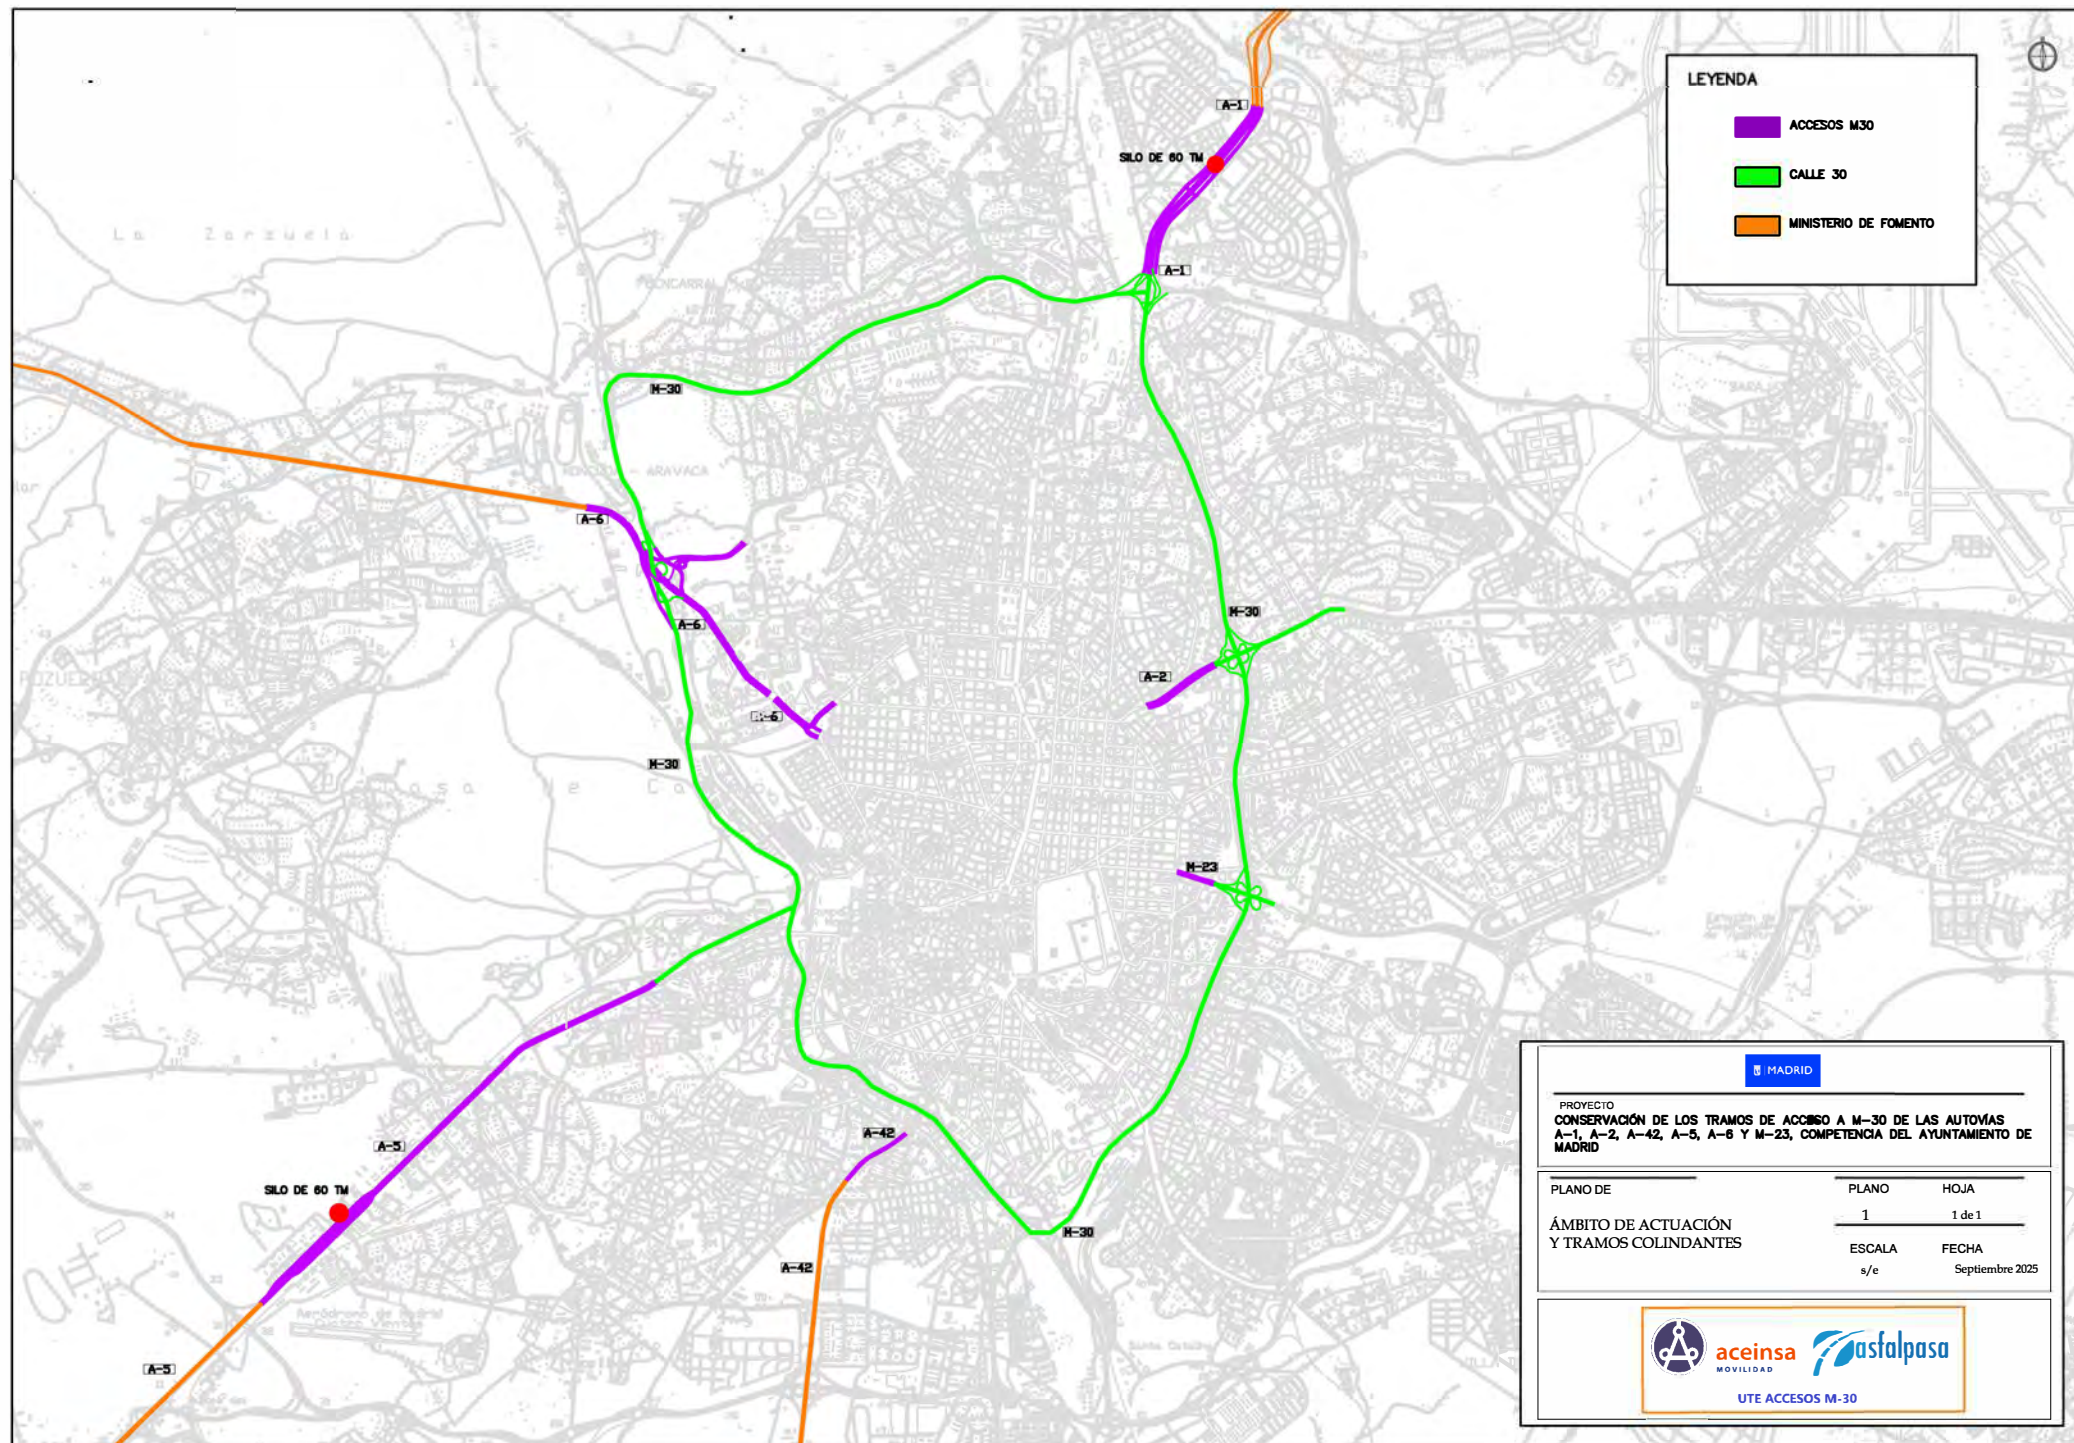 LEYENDA
ACCESOS M30
CALLE 30
MINISTERIO DE FOMENTO
A-1
SILO DE 60 TM
A-1
La Zarzuela
M-30
ARAVACA
A-6
A-6
M-30
A-2
A-6
M-30
M-23
A-42
A-5
SILO DE 60 TM
M-30
A-42
A-5
MADRID
PROYECTO
CONSERVACIÓN DE LOS TRAMOS DE ACCESO A M-30 DE LAS AUTOVÍAS
A-1, A-2, A-42, A-5, A-6 Y M-23, COMPETENCIA DEL AYUNTAMIENTO DE
MADRID
PLANO DE
PLANO
HOJA
1
1 de 1
ÁMBITO DE ACTUACIÓN
Y TRAMOS COLINDANTES
ESCALA
FECHA
s/e
Septiembre 2025
aceinsa
MOVILIDAD
asfalpasa
UTE ACCESOS M-30